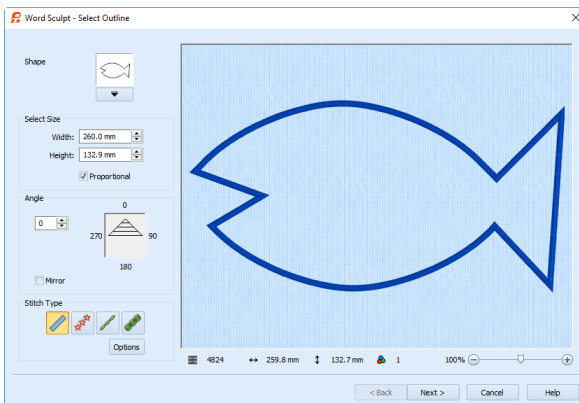 Word Sculpt - Select Outline
Shape
Select Size
Width: 260.0 mm
Height: 132.9 mm
Proportional
Angle
0
0
270
90
180
Mirror
Stitch Type
Options
4824 259.8 mm 132.7 mm 1 100%
< Back Next > Cancel Help